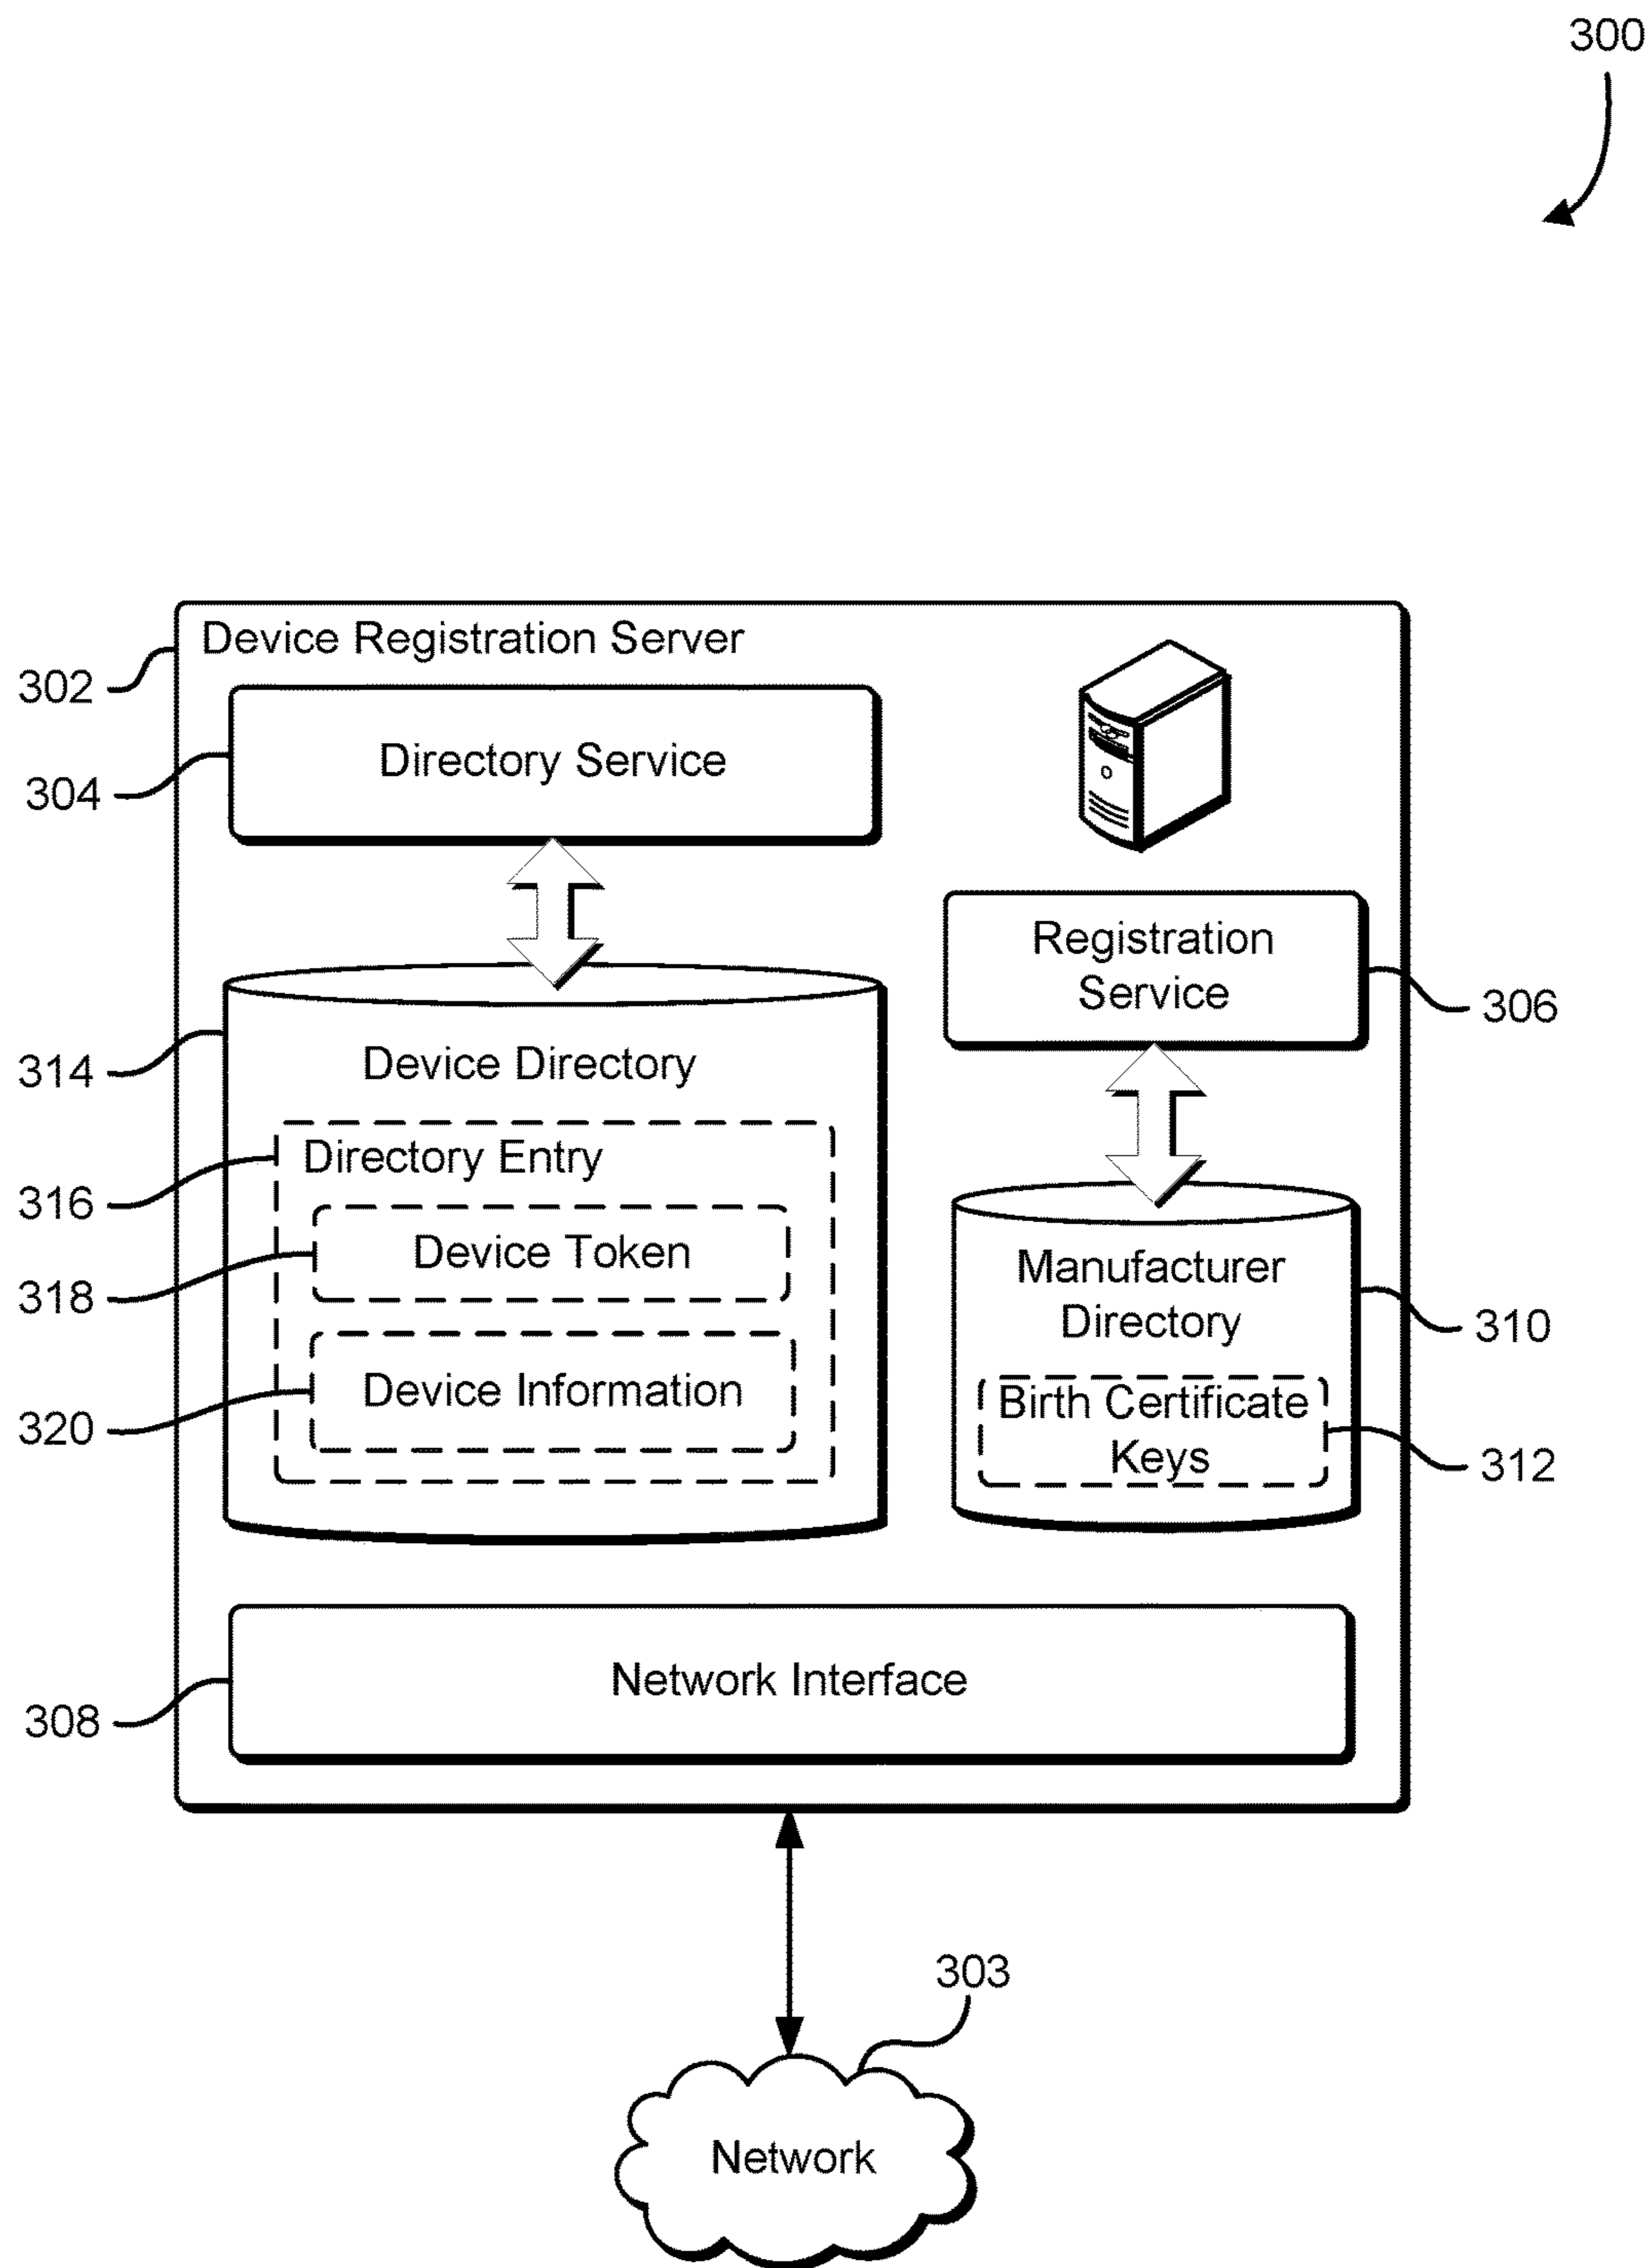 300
Device Registration Server
302
Directory Service
304
Registration
Service
306
314
Device Directory
Directory Entry
316
Device Token
318
Device Information
320
Manufacturer
Directory
310
Birth Certificate
Keys
312
Network Interface
308
303
Network